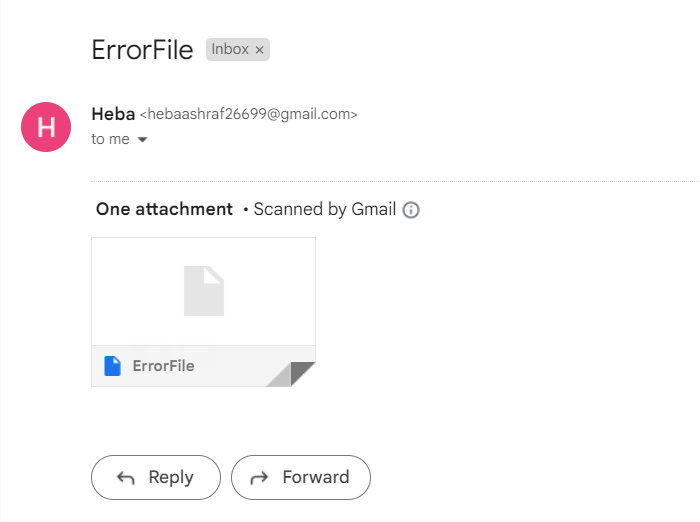 ErrorFile Inbox ×
Heba <hebaashraf26699@gmail.com>
H
to me
One attachment • Scanned by Gmail
ErrorFile
Reply Forward